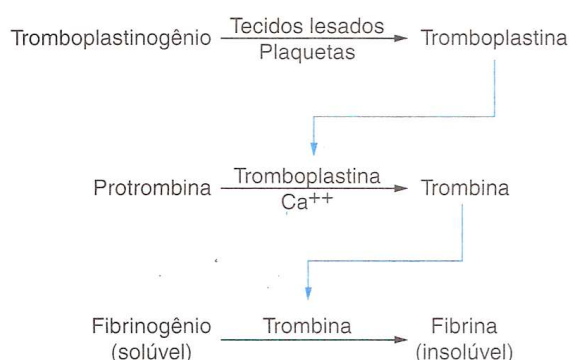 Tecidos lesados
Tromboplastinogênio Tromboplastina
Plaquetas
Tromboplastina
Protrombina Trombina
Ca++
Fibrinogênio Trombina Fibrina
(solúvel) (insolúvel)